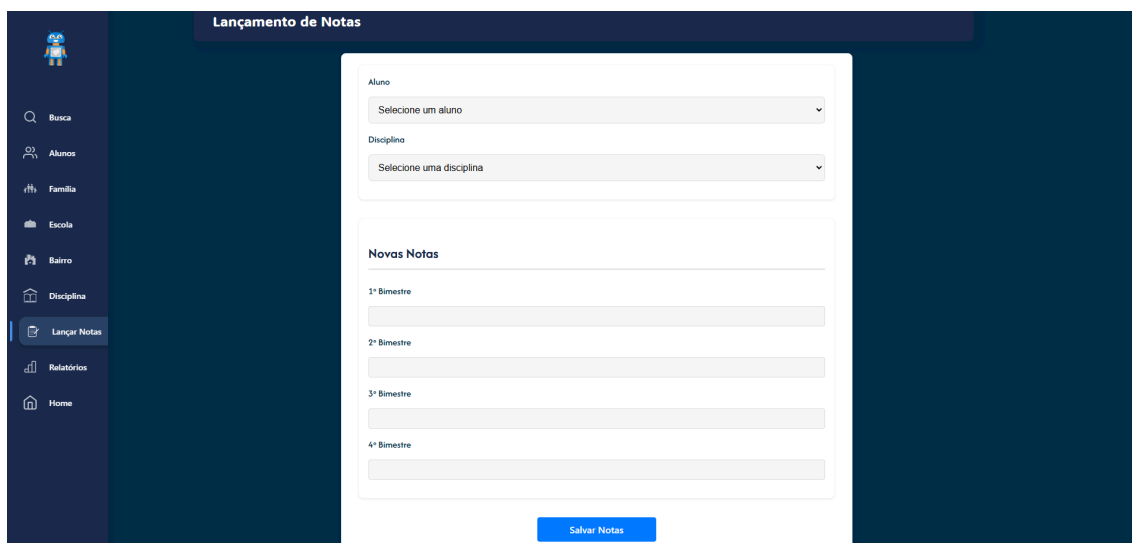 Lançamento de Notas
Busca
Alunos
Família
Escola
Bairro
Disciplina
Lançar Notas
Relatórios
Home
Aluno
Selecione um aluno
Disciplina
Selecione uma disciplina
Novas Notas
1º Bimestre
2º Bimestre
3º Bimestre
4º Bimestre
Salvar Notas